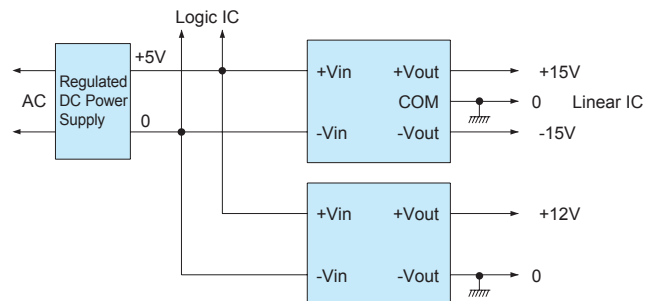 Logic IC
+5V
Regulated
DC Power
Supply
AC
0
+Vin
+Vout
+15V
COM
0
Linear IC
-Vin
-Vout
-15V
+Vin
+Vout
+12V
-Vin
-Vout
0